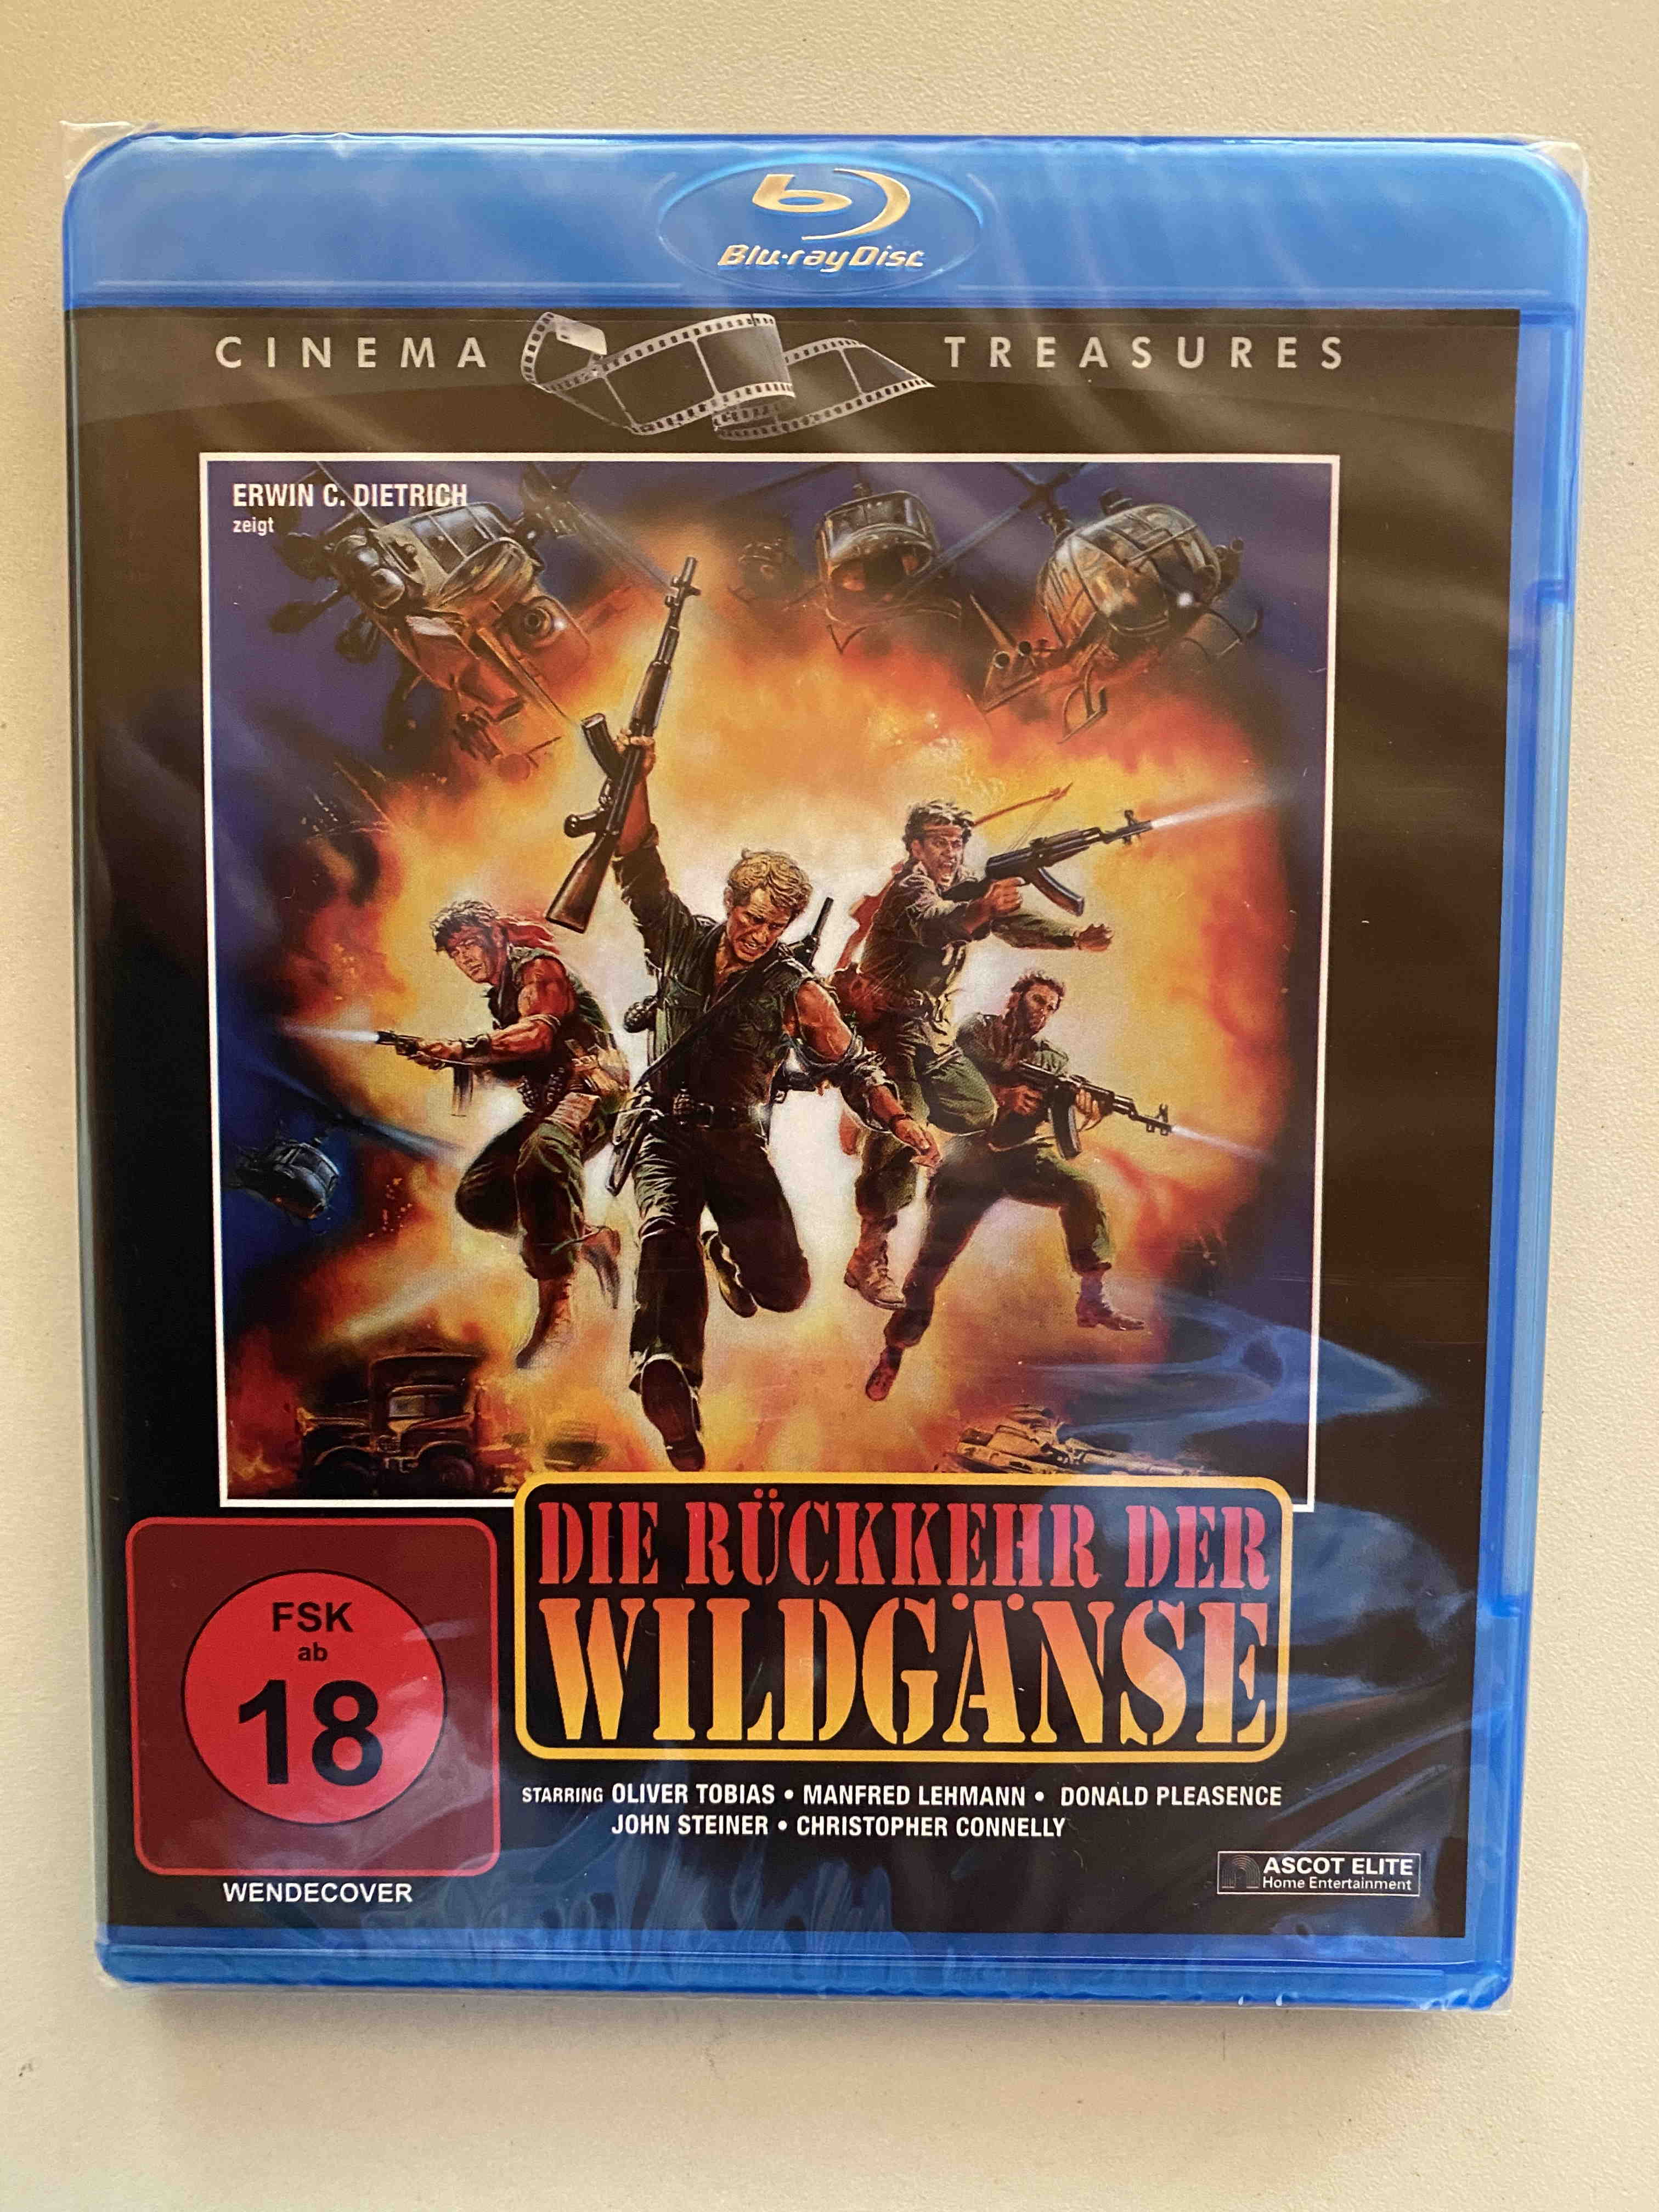 Blu-ray Disc
CINEMA TREASURES
ERWIN C. DIETRICH
zeigt
DIE RÜCKKEHR DER
WILDGÄNSE
FSK
ab
18
STARRING OLIVER TOBIAS • MANFRED LEHMANN • DONALD PLEASENCE
JOHN STEINER • CHRISTOPHER CONNELLY
ASCOT ELITE
Home Entertainment
WENDECOVER